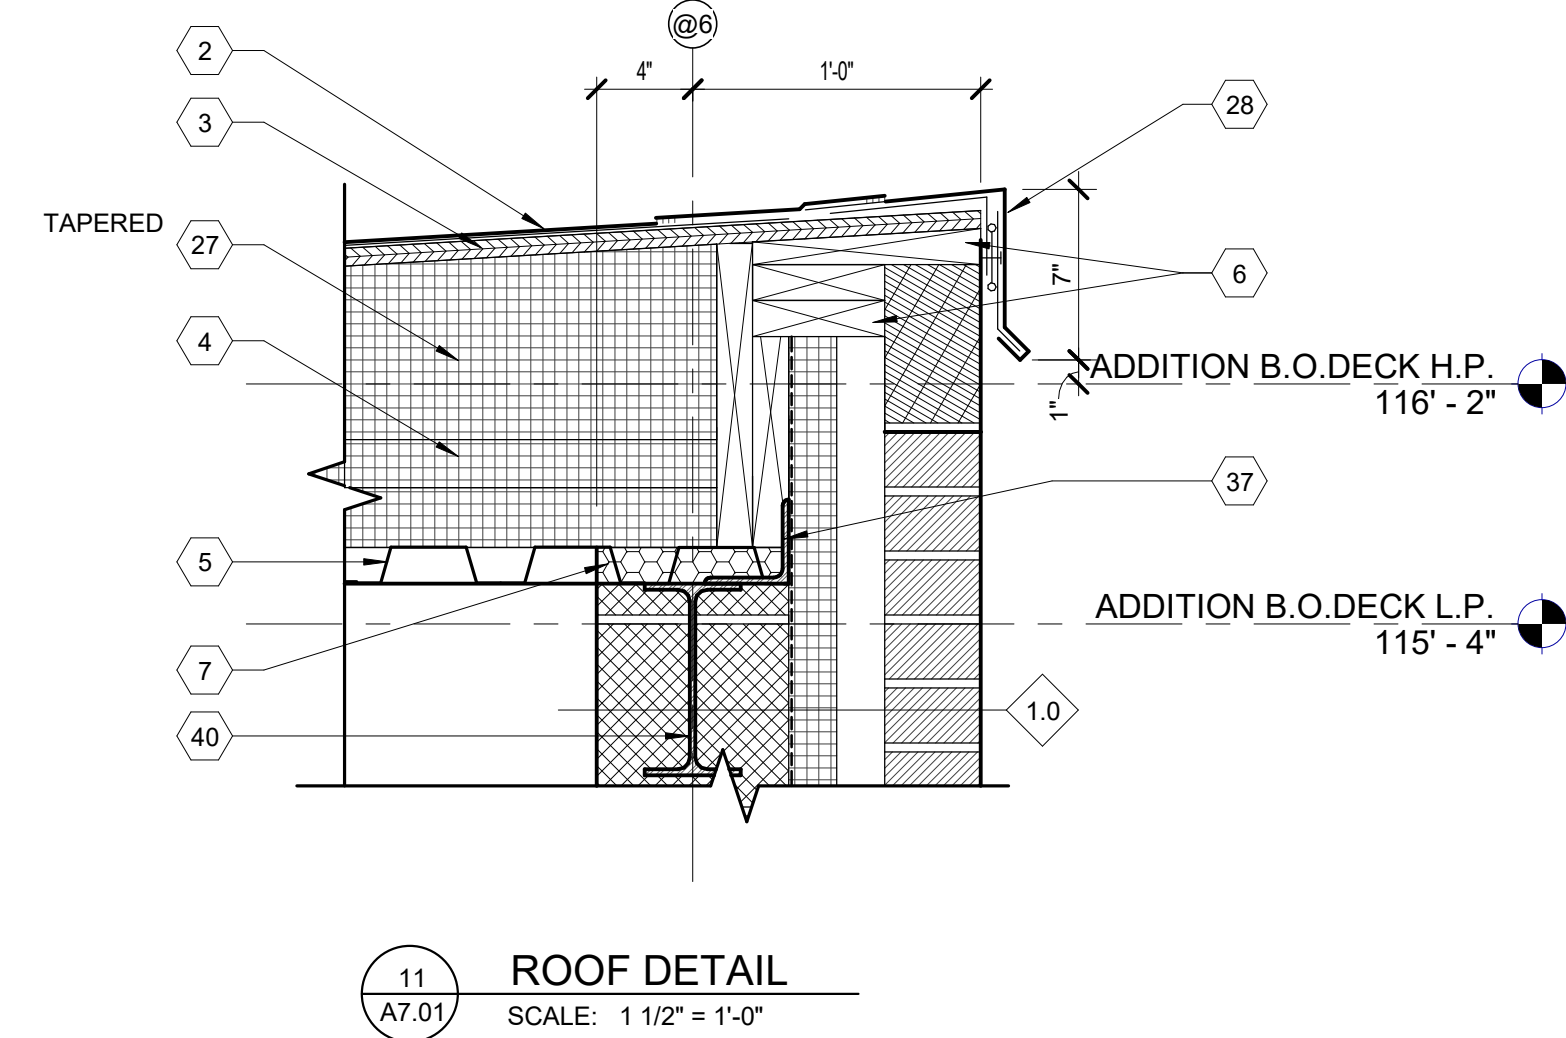 @6
4"
1'-0"
2
28
3
TAPERED
27
6
7"
4
ADDITION B.O.DECK H.P.
116' - 2"
1"
37
5
ADDITION B.O.DECK L.P.
115' - 4"
7
1.0
40
11
A7.01
ROOF DETAIL
SCALE: 1 1/2" = 1'-0"